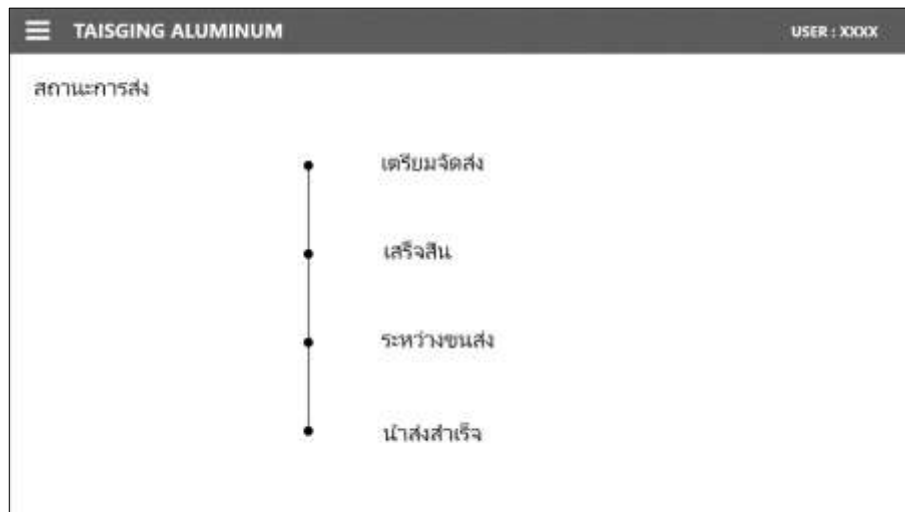 TAISGING ALUMINUM
USER : XXXX
สถานะการส่ง
เตรียมจัดส่ง
เสร็จสิน
ระหว่างขนส่ง
นำส่งสำเร็จ